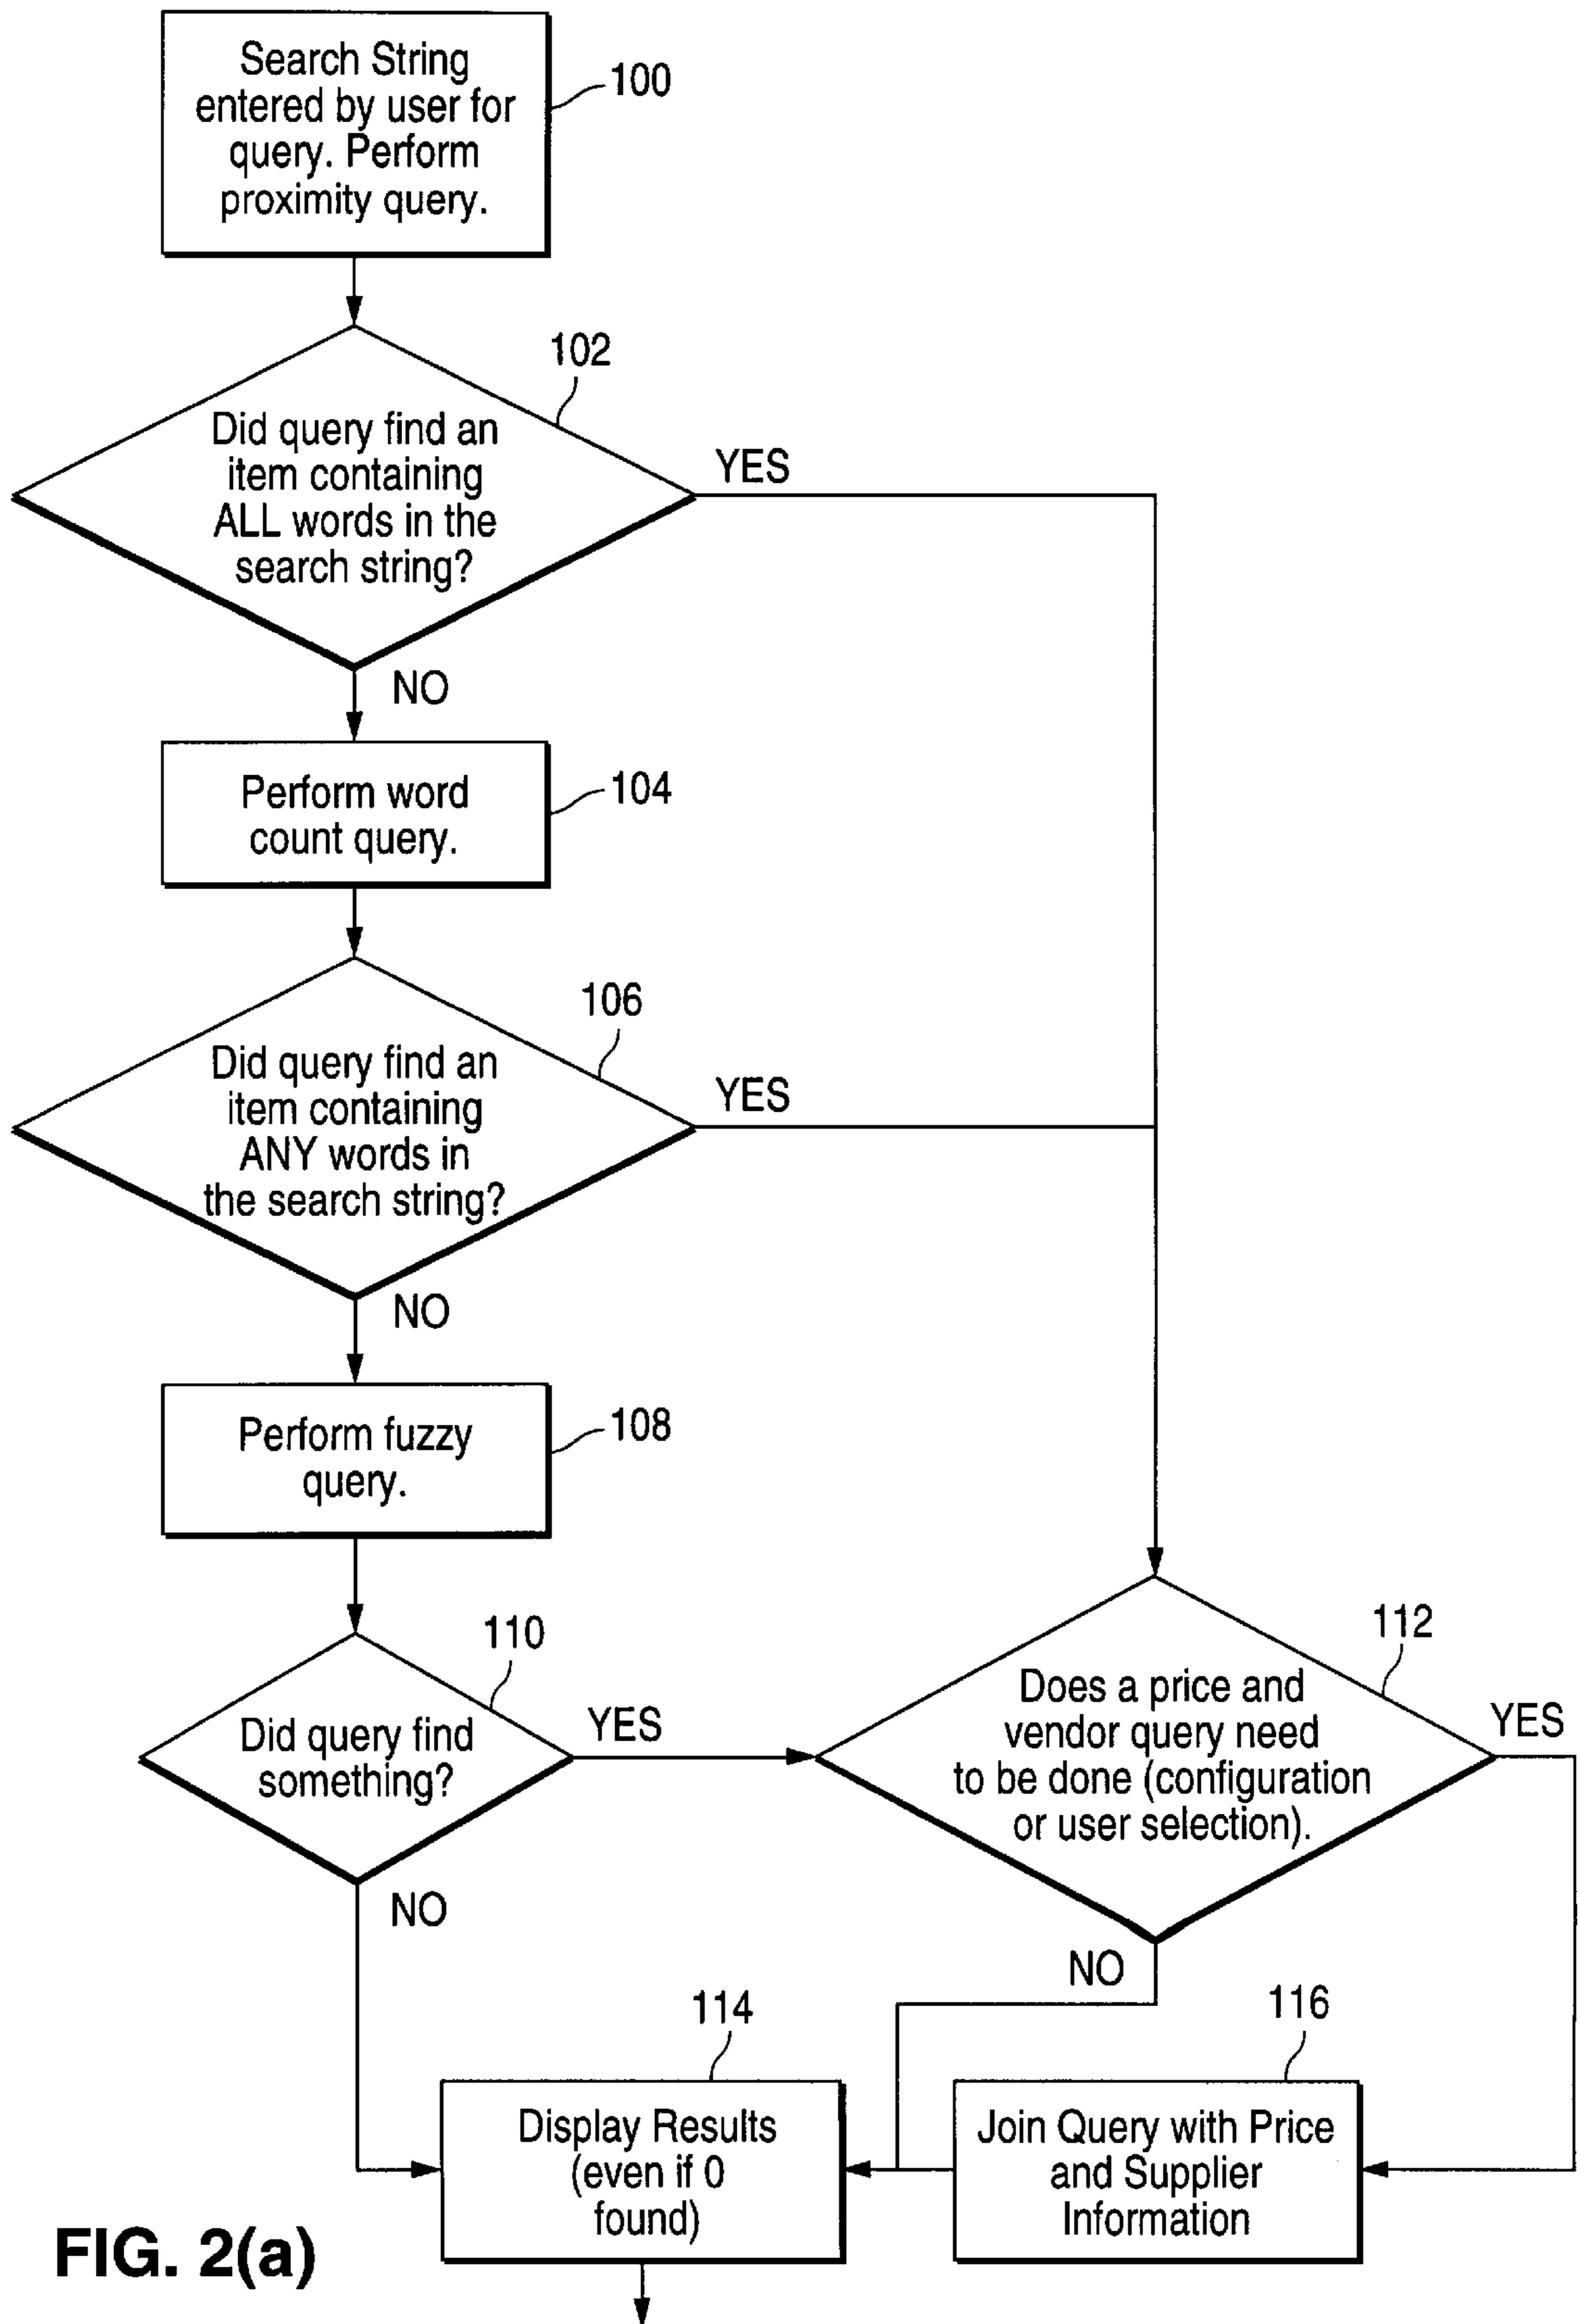 Search String
entered by user for
query. Perform
proximity query.
100
102
Did query find an
item containing
ALL words in the
search string?
YES
NO
Perform word
count query.
104
106
Did query find an
item containing
ANY words in
the search string?
YES
NO
Perform fuzzy
query.
108
110
Did query find
something?
YES
NO
112
Does a price and
vendor query need
to be done (configuration
or user selection).
YES
NO
114
Display Results
(even if 0
found)
116
Join Query with Price
and Supplier
Information
FIG. 2(a)